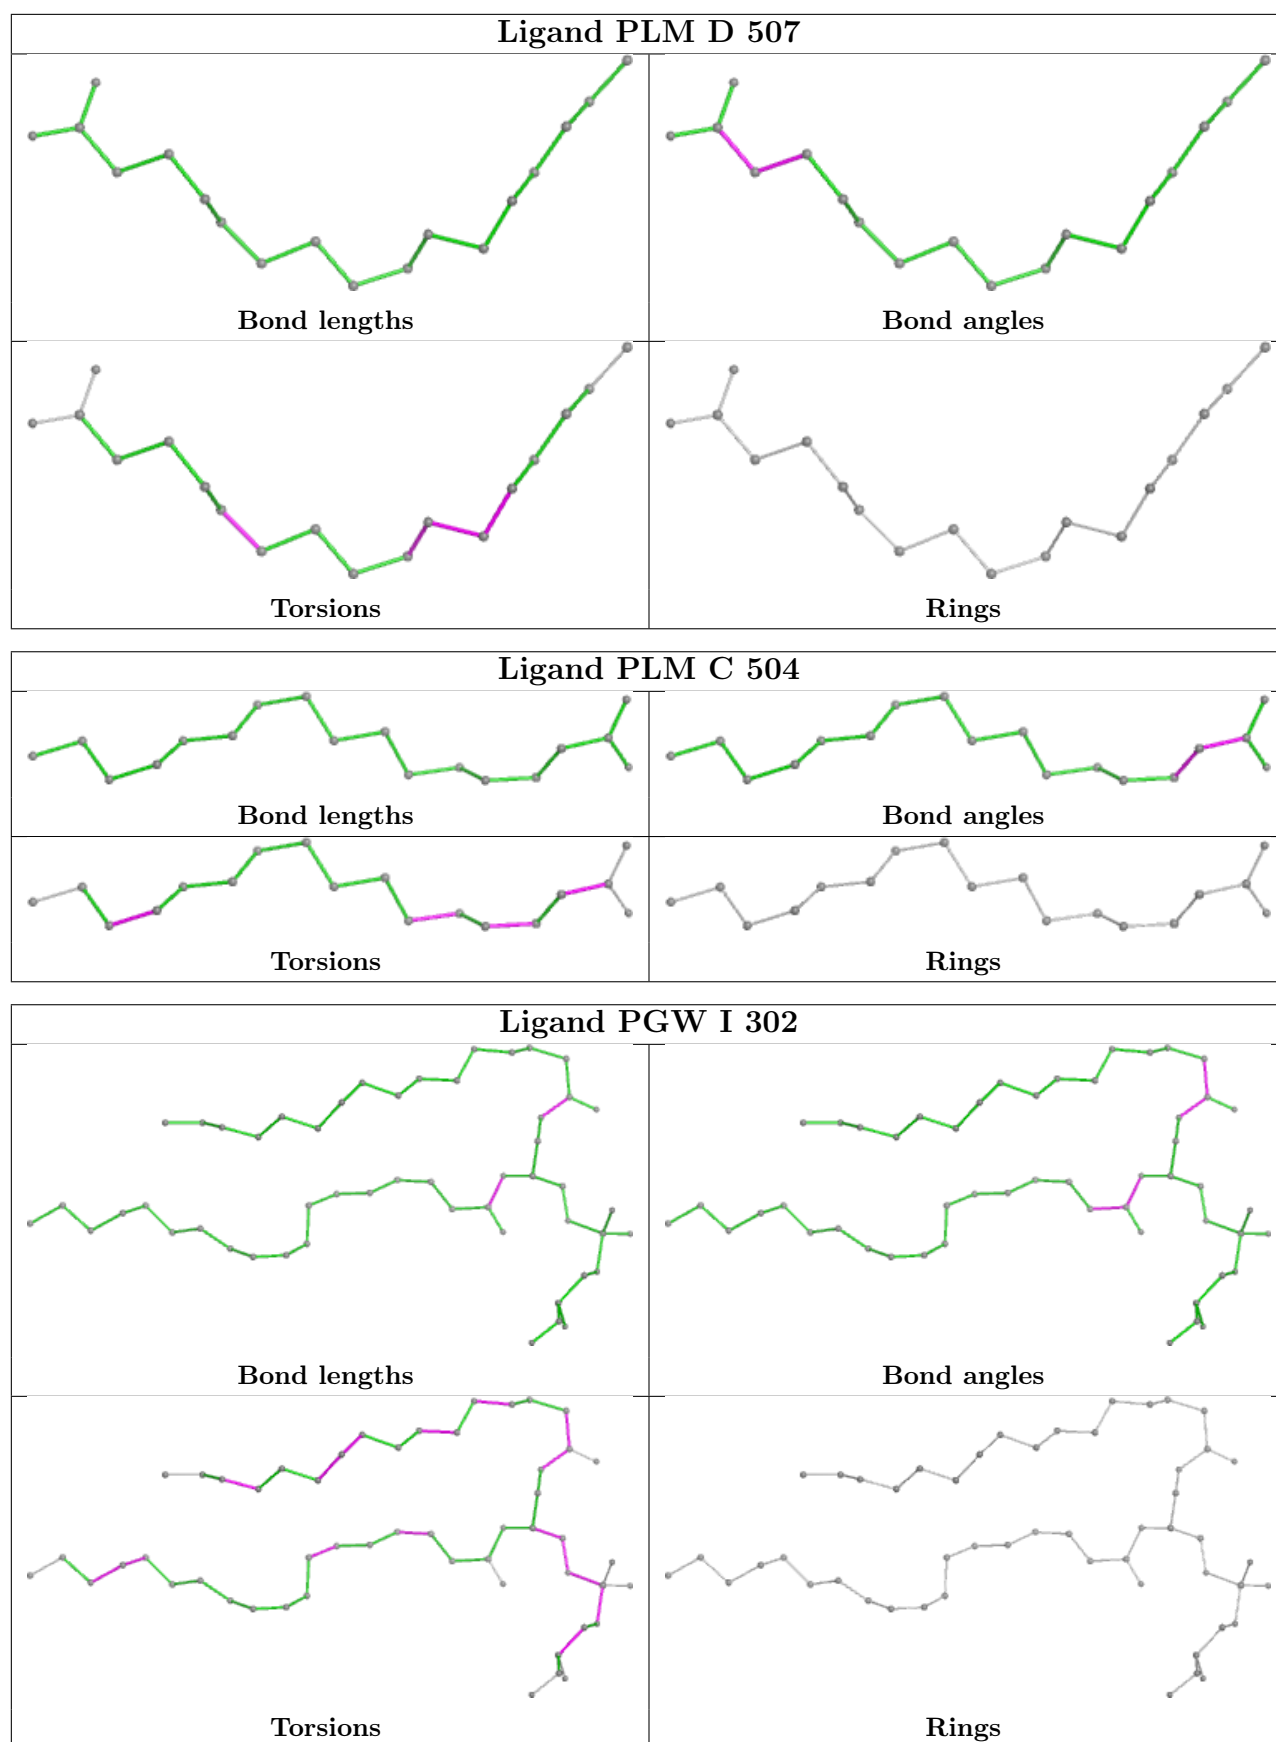 Ligand PLM D 507
Bond lengths
Bond angles
Torsions
Rings
Ligand PLM C 504
Bond lengths
Bond angles
Torsions
Rings
Ligand PGW I 302
Bond lengths
Bond angles
Torsions
Rings